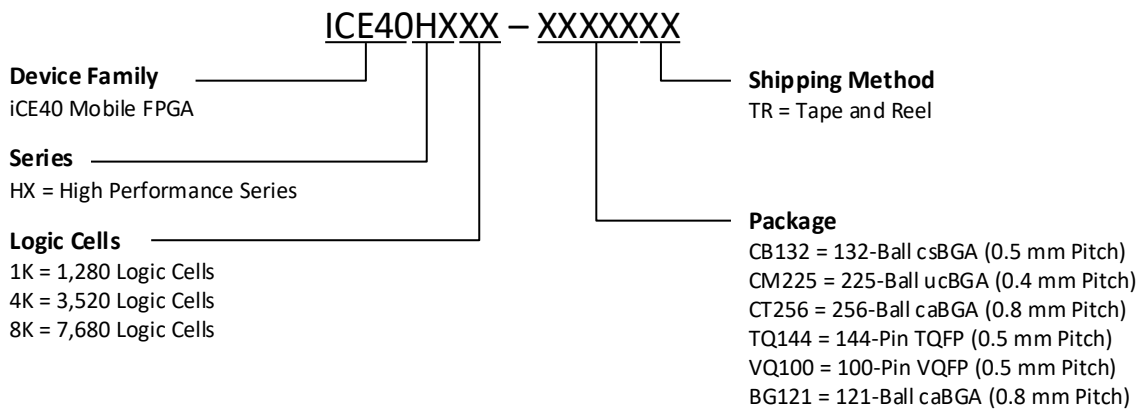 ICE40HXXX – XXXXXXX
Device Family
iCE40 Mobile FPGA
Series
HX = High Performance Series
Logic Cells
1K = 1,280 Logic Cells
4K = 3,520 Logic Cells
8K = 7,680 Logic Cells
Shipping Method
TR = Tape and Reel
Package
CB132 = 132-Ball csBGA (0.5 mm Pitch)
CM225 = 225-Ball ucBGA (0.4 mm Pitch)
CT256 = 256-Ball caBGA (0.8 mm Pitch)
TQ144 = 144-Pin TQFP (0.5 mm Pitch)
VQ100 = 100-Pin VQFP (0.5 mm Pitch)
BG121 = 121-Ball caBGA (0.8 mm Pitch)